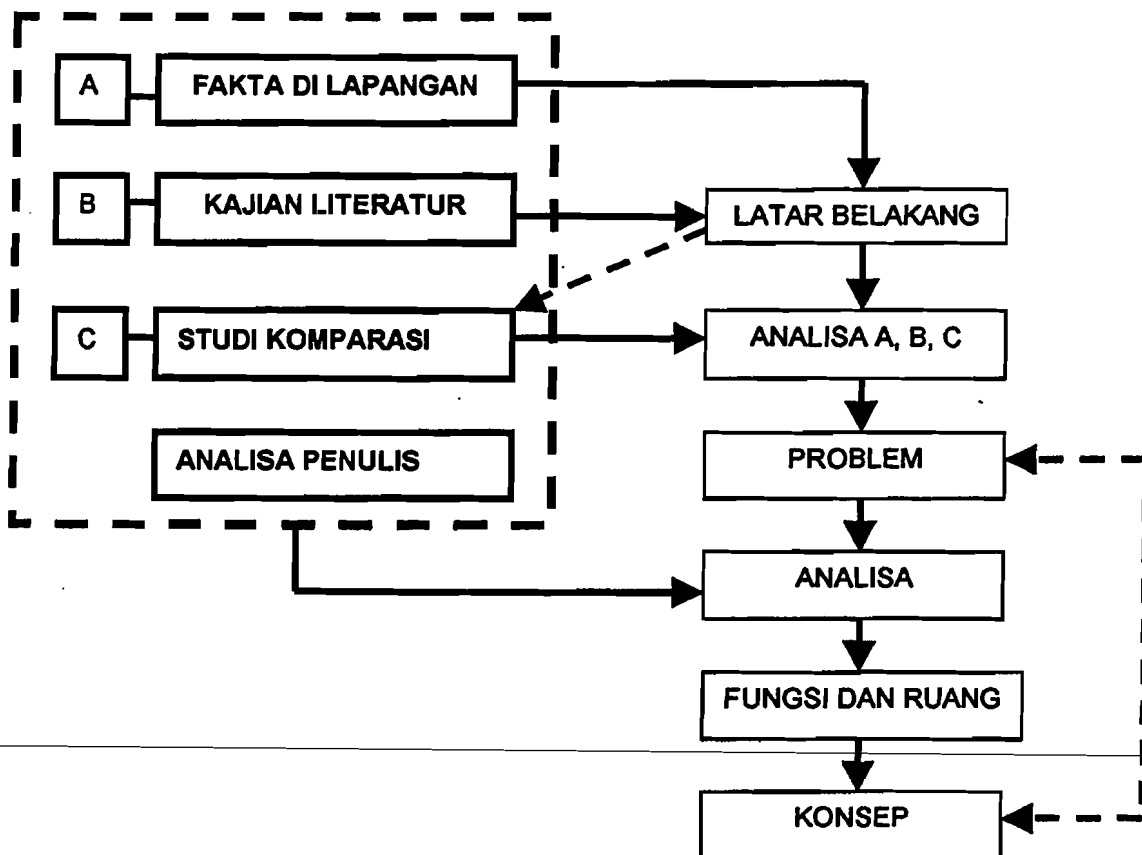 A
FAKTA DI LAPANGAN
B
KAJIAN LITERATUR
C
STUDI KOMPARASI
ANALISA PENULIS
LATAR BELAKANG
ANALISA A, B, C
PROBLEM
ANALISA
FUNGSI DAN RUANG
KONSEP